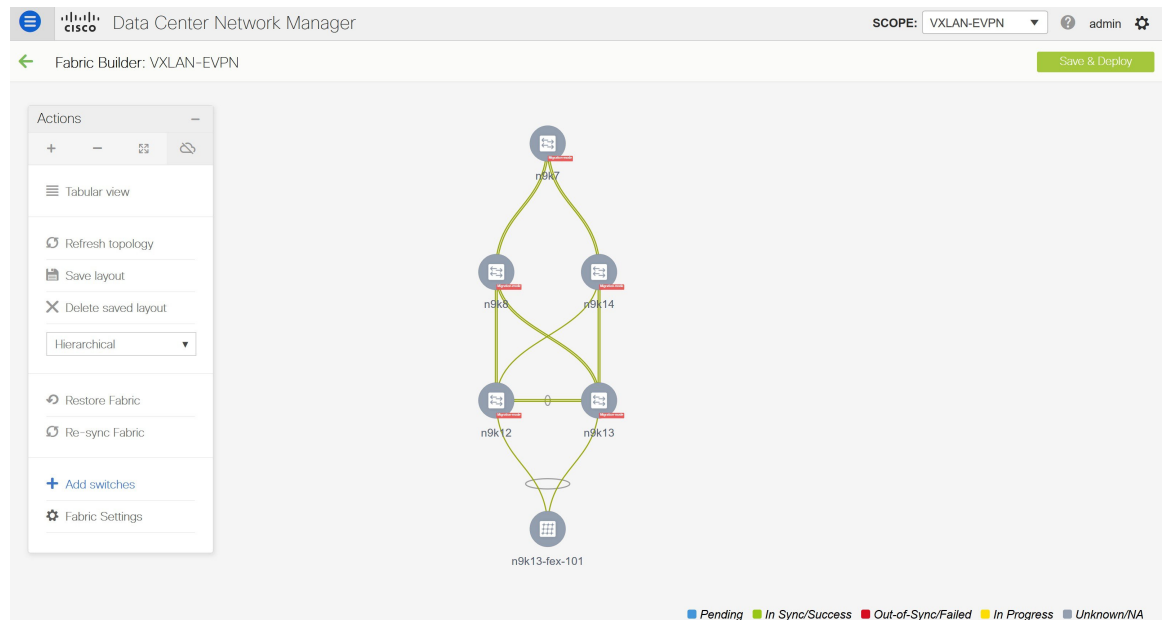 cisco Data Center Network Manager
SCOPE: VXLAN-EVPN
admin
Fabric Builder: VXLAN-EVPN
Save & Deploy
Actions
Tabular view
Refresh topology
Save layout
Delete saved layout
Hierarchical
Restore Fabric
Re-sync Fabric
Add switches
Fabric Settings
n9k7
n9k8
n9k14
n9k12
n9k13
n9k13-fex-101
Pending In Sync/Success Out-of-Sync/Failed In Progress Unknown/NA